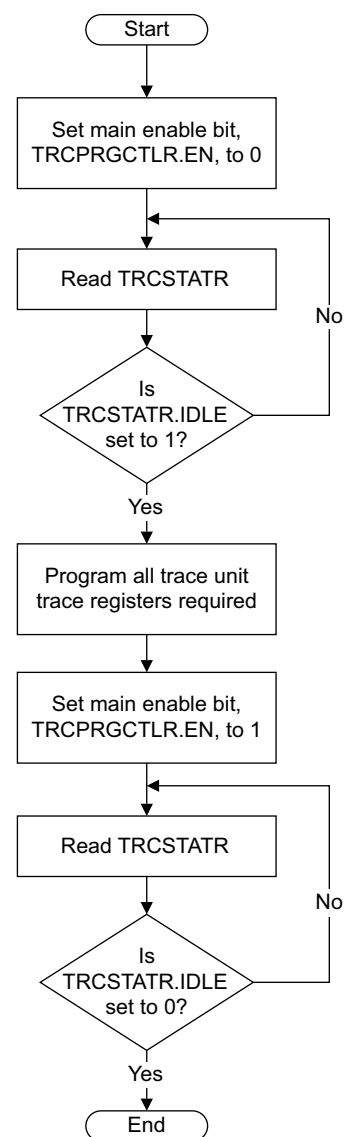 Start
Set main enable bit,
TRCPRGCTLR.EN, to 0
Read TRCSTATR
No
Is
TRCSTATR.IDLE
set to 1?
Yes
Program all trace unit
trace registers required
Set main enable bit,
TRCPRGCTLR.EN, to 1
Read TRCSTATR
No
Is
TRCSTATR.IDLE
set to 0?
Yes
End